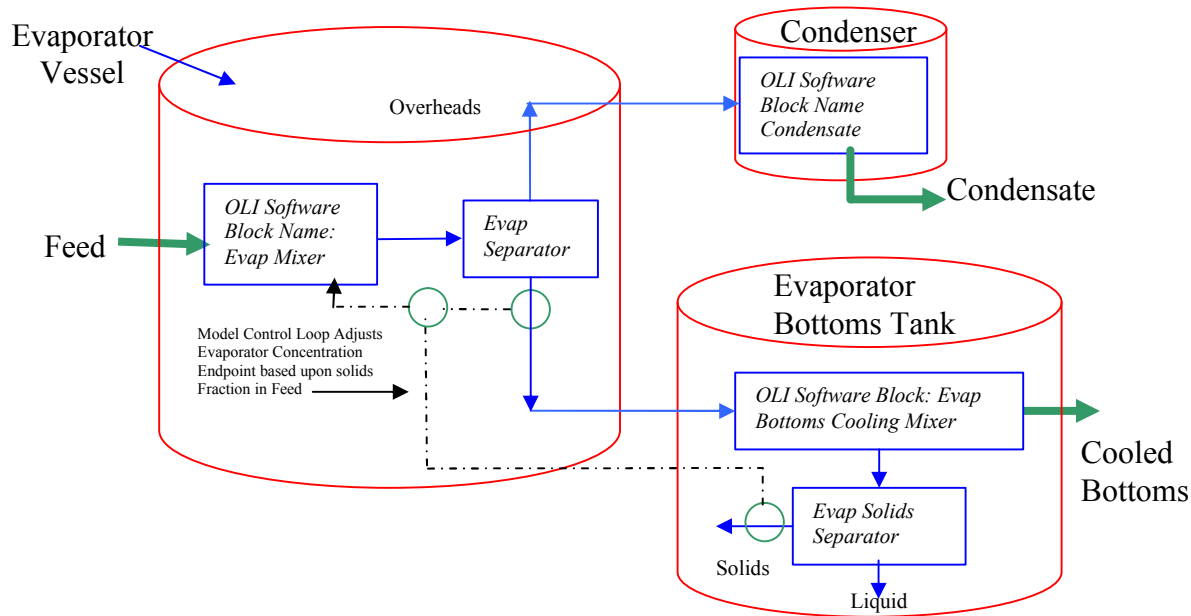 Evaporator
Vessel
Overheads
Condenser
OLI Software
Block Name
Condensate
Condensate
Feed
OLI Software
Block Name:
Evap Mixer
Evap
Separator
Model Control Loop Adjusts
Evaporator Concentration
Endpoint based upon solids
Fraction in Feed
Evaporator
Bottoms Tank
OLI Software Block: Evap
Bottoms Cooling Mixer
Cooled
Bottoms
Evap Solids
Separator
Solids
Liquid